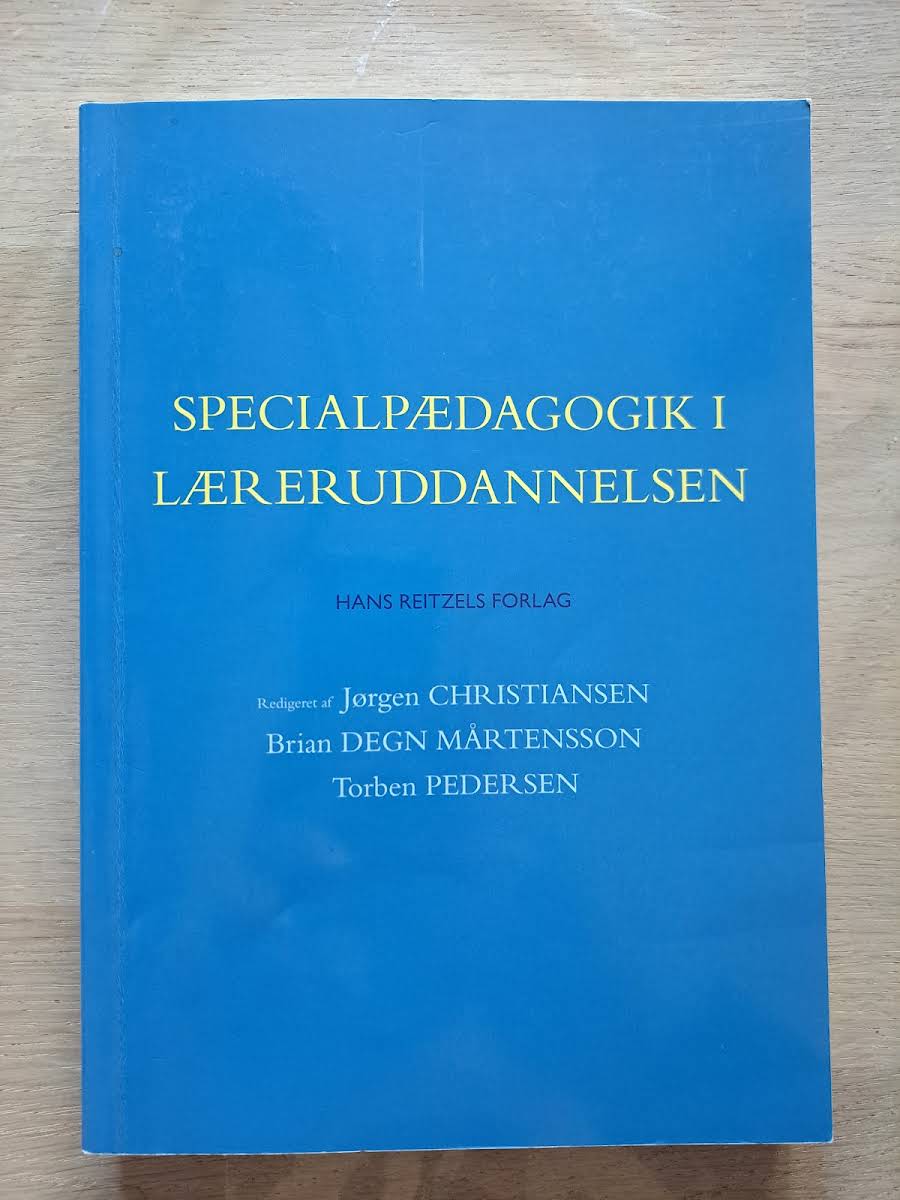 SPECIALPÆDAGOGIK I
LÆRERUDDANNELSEN
HANS REITZELS FORLAG
Redigeret af Jørgen CHRISTIANSEN
Brian DEGN MÅRTENSSON
Torben PEDERSEN